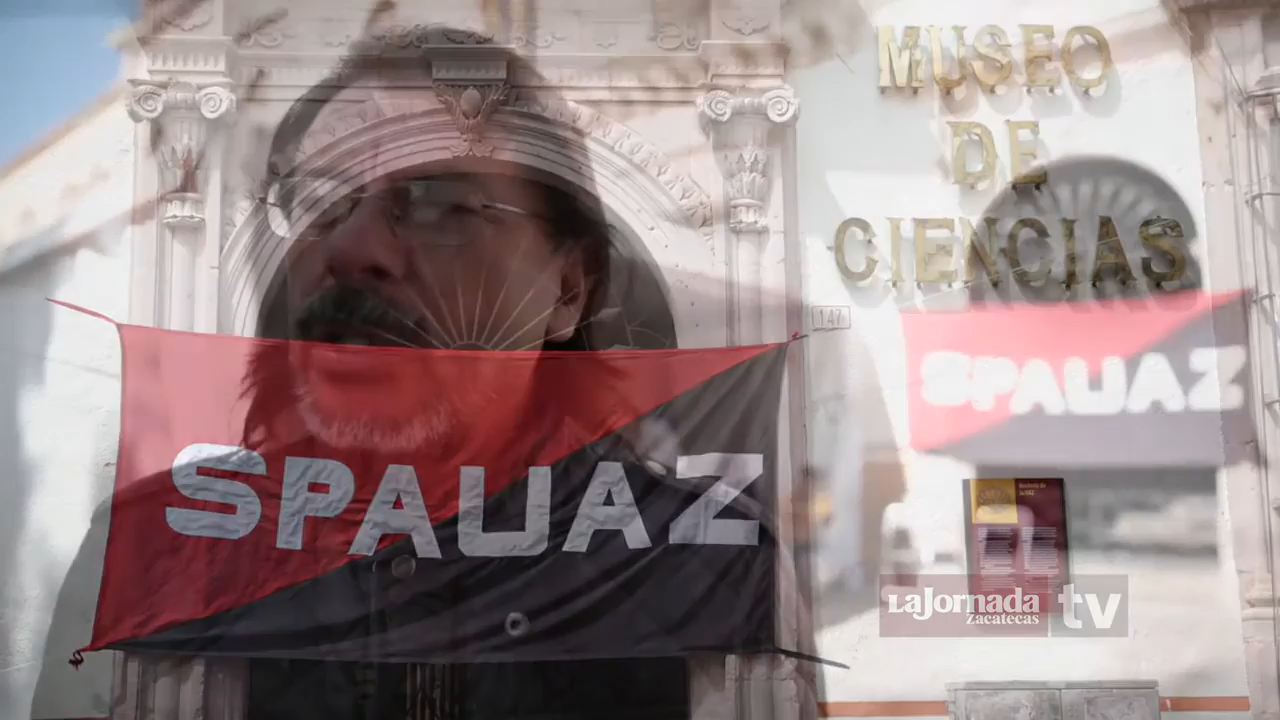 MUSEO
DE
CIENCIAS
147
SPAUAZ
SPAUAZ
LaJornada
Zacatecas
tv